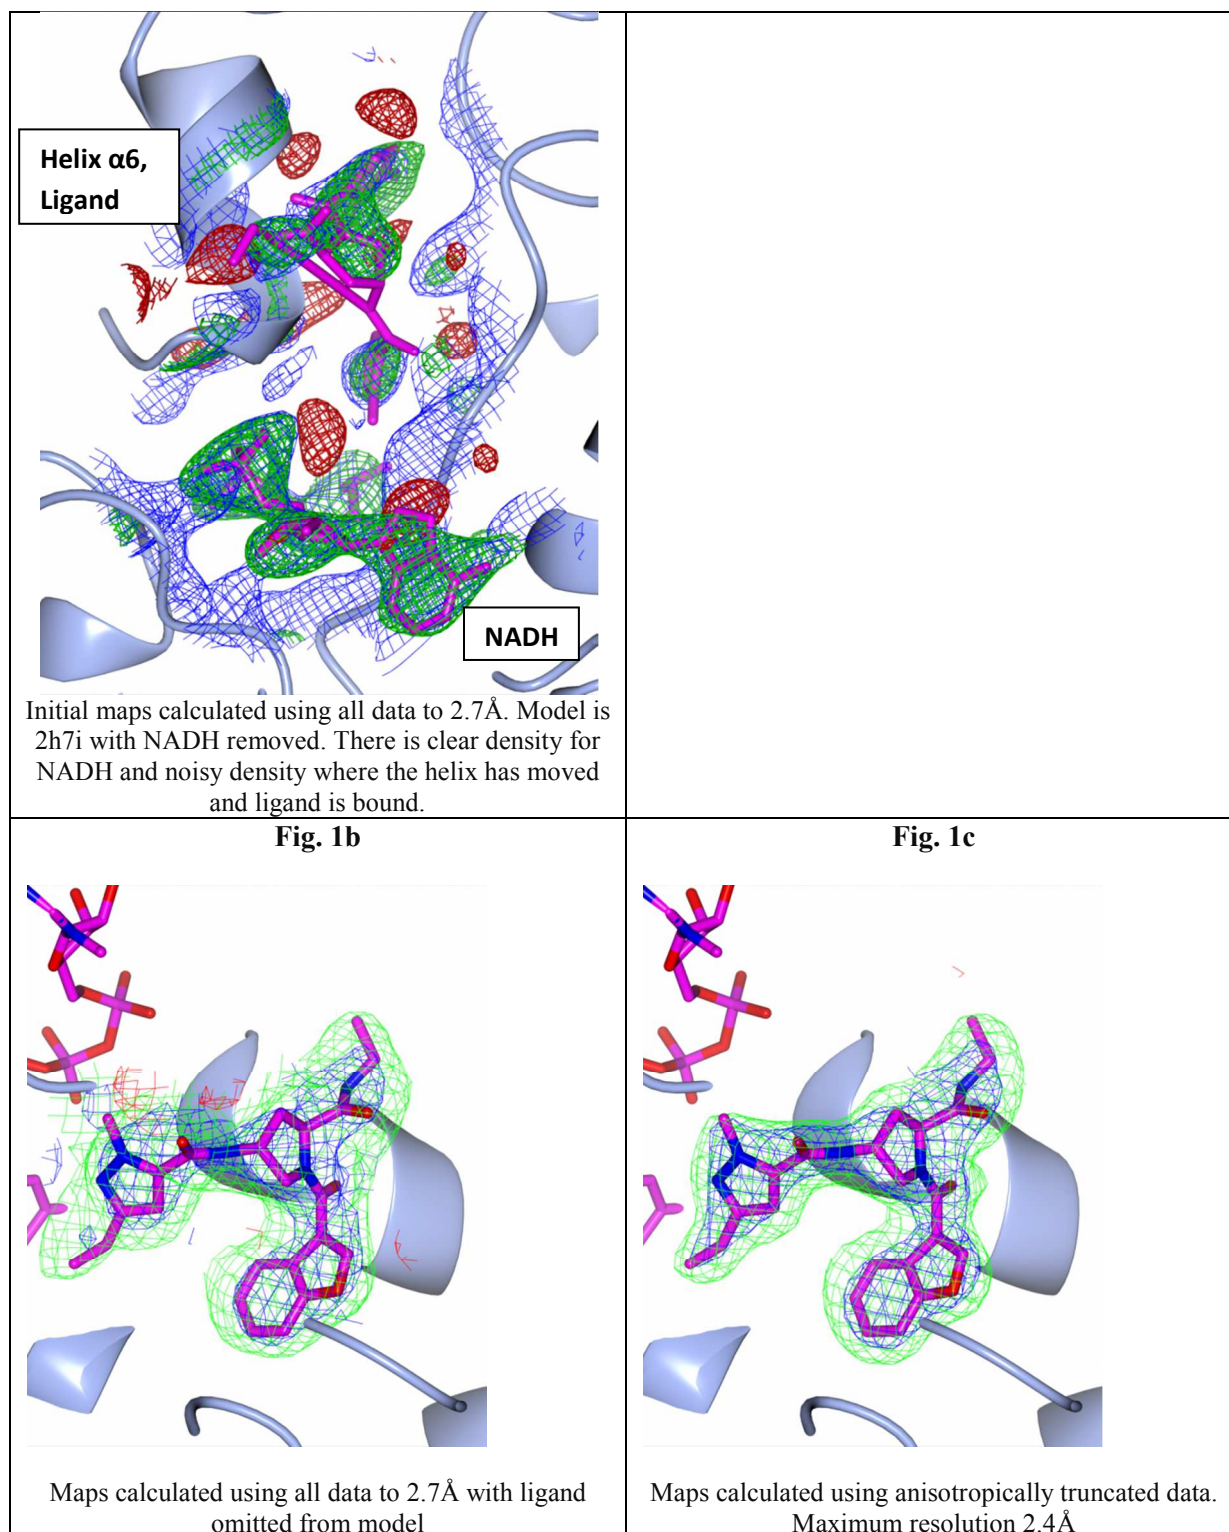 Helix α6,
Ligand
NADH
Initial maps calculated using all data to 2.7Å. Model is
2h7i with NADH removed. There is clear density for
NADH and noisy density where the helix has moved
and ligand is bound.
Fig. 1b
Fig. 1c
Maps calculated using all data to 2.7Å with ligand
omitted from model
Maps calculated using anisotropically truncated data.
Maximum resolution 2.4Å